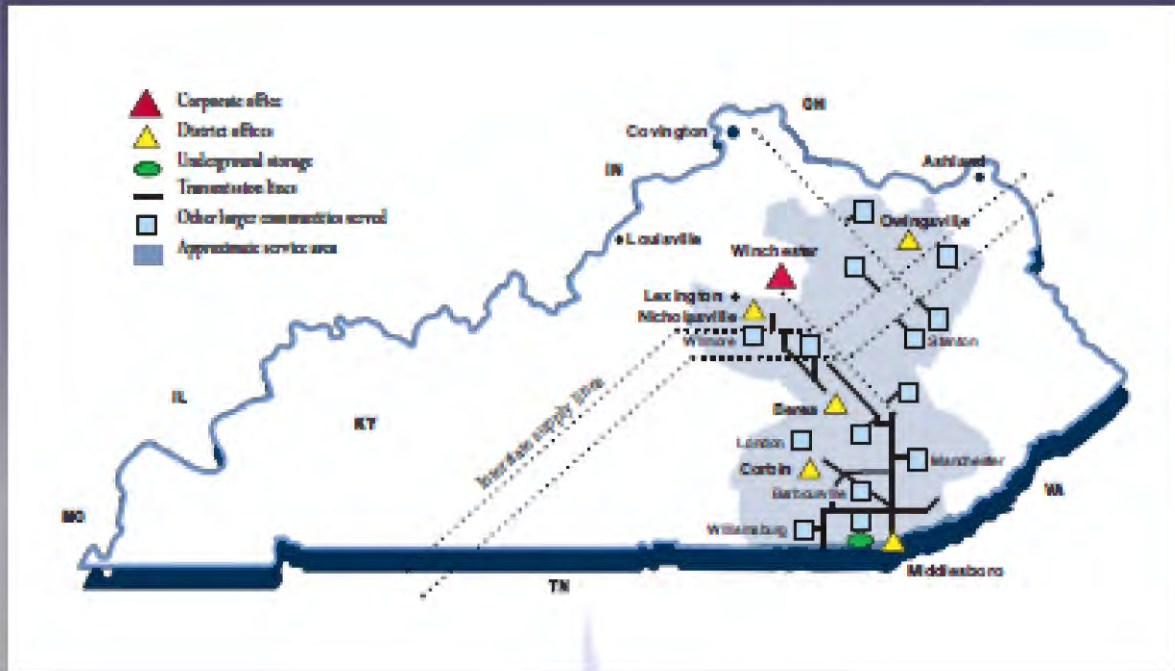 Corporate office
District offices
Underground storage
Transmission lines
Other larger communities served
Approximate service area
OH
Covington
Ashland
IN
Owingsville
Louisville
Winchester
Lexington
Nicholasville
Wilmore
Stanton
IL
KY
Berea
Interstate supply lines
London
Manchester
Corbin
Barbourville
VA
MO
Williamsburg
Middlesboro
TN